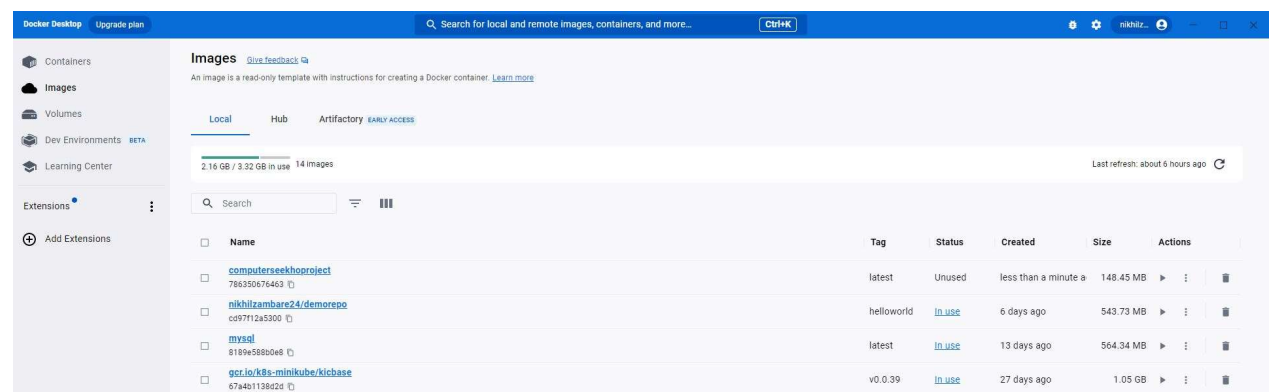 Docker Desktop Upgrade plan Search for local and remote images, containers, and more... Ctrl+K nikhilz...
Containers
Images
Volumes
Dev Environments BETA
Learning Center
Extensions
Add Extensions
Images Give feedback
An image is a read-only template with instructions for creating a Docker container. Learn more
Local Hub Artifactory EARLY ACCESS
2.16 GB / 3.32 GB in use 14 images Last refresh: about 6 hours ago
Search
Name Tag Status Created Size Actions
computerseekhoproject latest Unused less than a minute a 148.45 MB
786350676463
nikhilzambare24/demorepo helloworld In use 6 days ago 543.73 MB
cd97f12a5300
mysql latest In use 13 days ago 564.34 MB
8189e588b0e8
gcr.io/k8s-minikube/kicbase v0.0.39 In use 27 days ago 1.05 GB
67a4b1138d2d